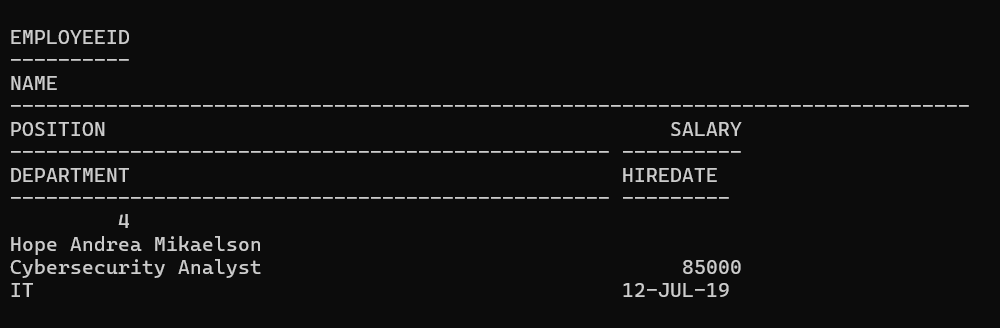 EMPLOYEEID
----------
NAME
--------------------------------------------------------------------------------
POSITION                                               SALARY
-------------------------------------------------- ----------
DEPARTMENT                                         HIREDATE
-------------------------------------------------- ---------
         4
Hope Andrea Mikaelson
Cybersecurity Analyst                                   85000
IT                                                 12-JUL-19